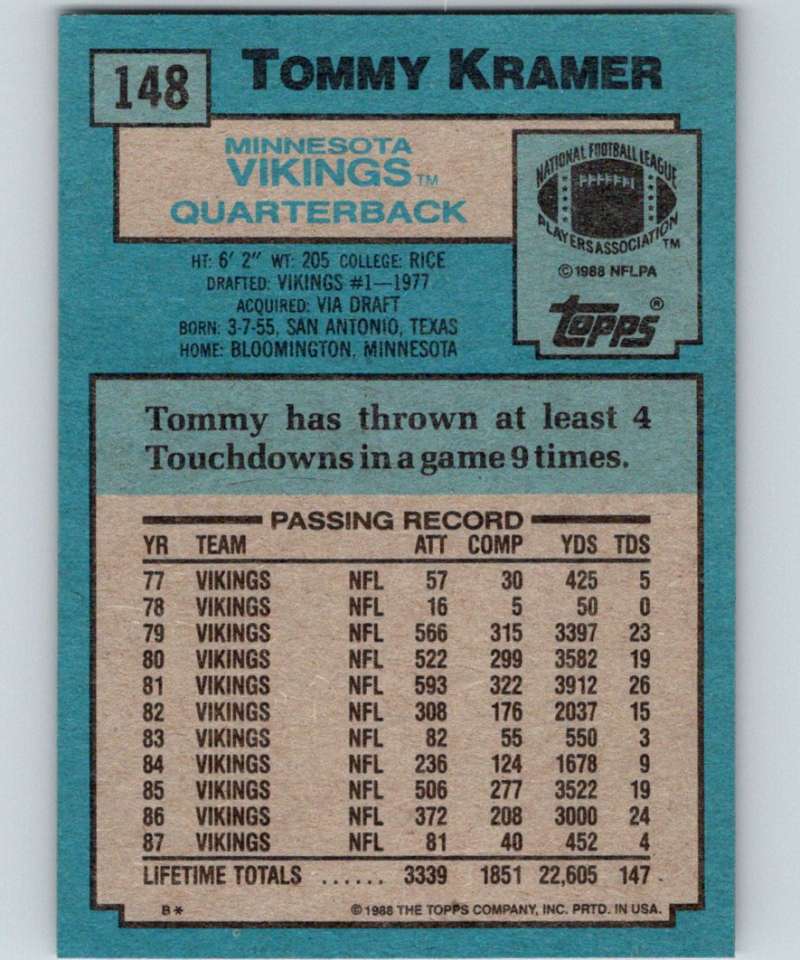 148
TOMMY KRAMER
MINNESOTA
VIKINGS™
QUARTERBACK
NATIONAL FOOTBALL LEAGUE
PLAYERS ASSOCIATION™
©1988 NFLPA
topps®
HT: 6' 2" WT: 205 COLLEGE: RICE
DRAFTED: VIKINGS #1—1977
ACQUIRED: VIA DRAFT
BORN: 3-7-55, SAN ANTONIO, TEXAS
HOME: BLOOMINGTON, MINNESOTA
Tommy has thrown at least 4
Touchdowns in a game 9 times.
PASSING RECORD
YR TEAM ATT COMP YDS TDS
77 VIKINGS NFL 57 30 425 5
78 VIKINGS NFL 16 5 50 0
79 VIKINGS NFL 566 315 3397 23
80 VIKINGS NFL 522 299 3582 19
81 VIKINGS NFL 593 322 3912 26
82 VIKINGS NFL 308 176 2037 15
83 VIKINGS NFL 82 55 550 3
84 VIKINGS NFL 236 124 1678 9
85 VIKINGS NFL 506 277 3522 19
86 VIKINGS NFL 372 208 3000 24
87 VIKINGS NFL 81 40 452 4
LIFETIME TOTALS ...... 3339 1851 22,605 147
B* ©1988 THE TOPPS COMPANY, INC. PRTD. IN USA.